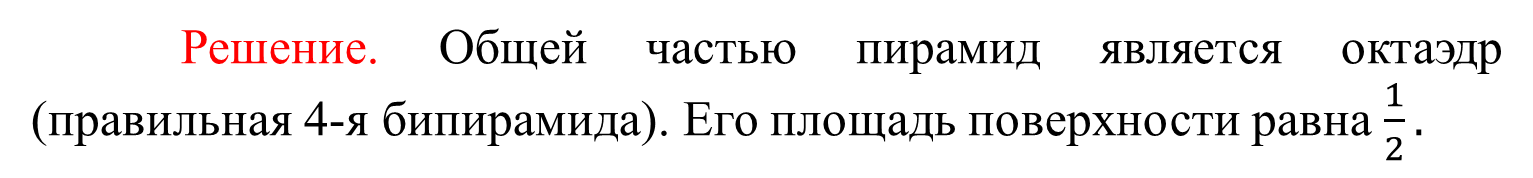 Решение. Общей частью пирамид является октаэдр
(правильная 4-я бипирамида). Его площадь поверхности равна 1/2.